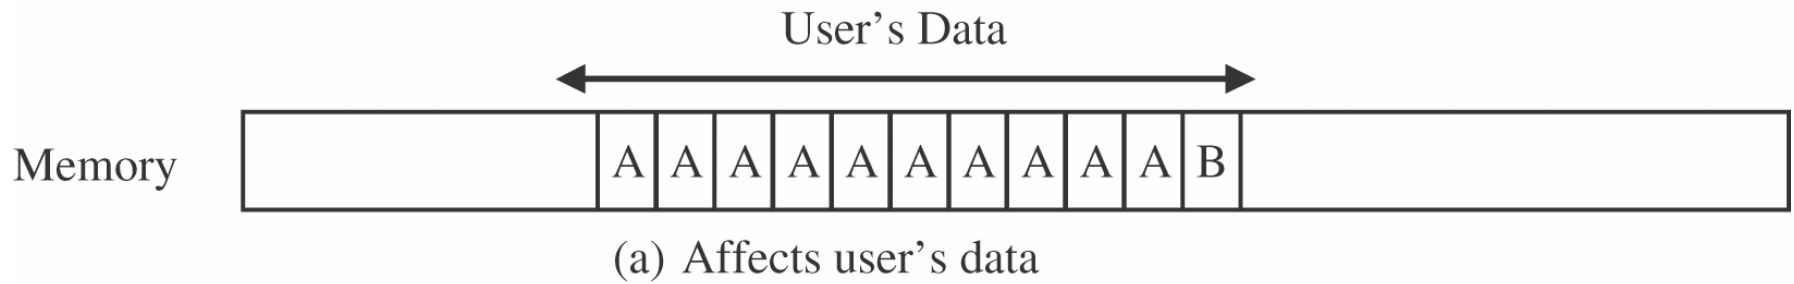 User’s Data
Memory A A A A A A A A A A B
(a) Affects user’s data